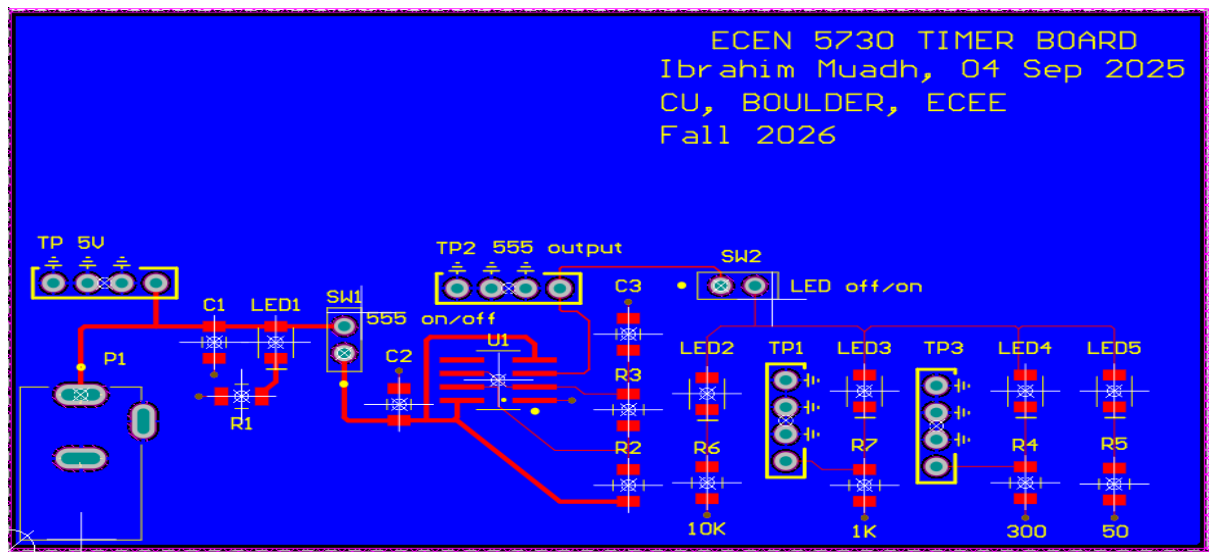 ECEN 5730 TIMER BOARD
Ibrahim Muadh, 04 Sep 2025
CU, BOULDER, ECEE
Fall 2026
TP 5V
TP2 555 output
SW2
C1
LED1
SW1
C3
LED off/on
555 on/off
P1
C2
U1
LED2
TP1
LED3
TP3
LED4
LED5
R3
R1
R2
R6
R7
R4
R5
10K
1K
300
50